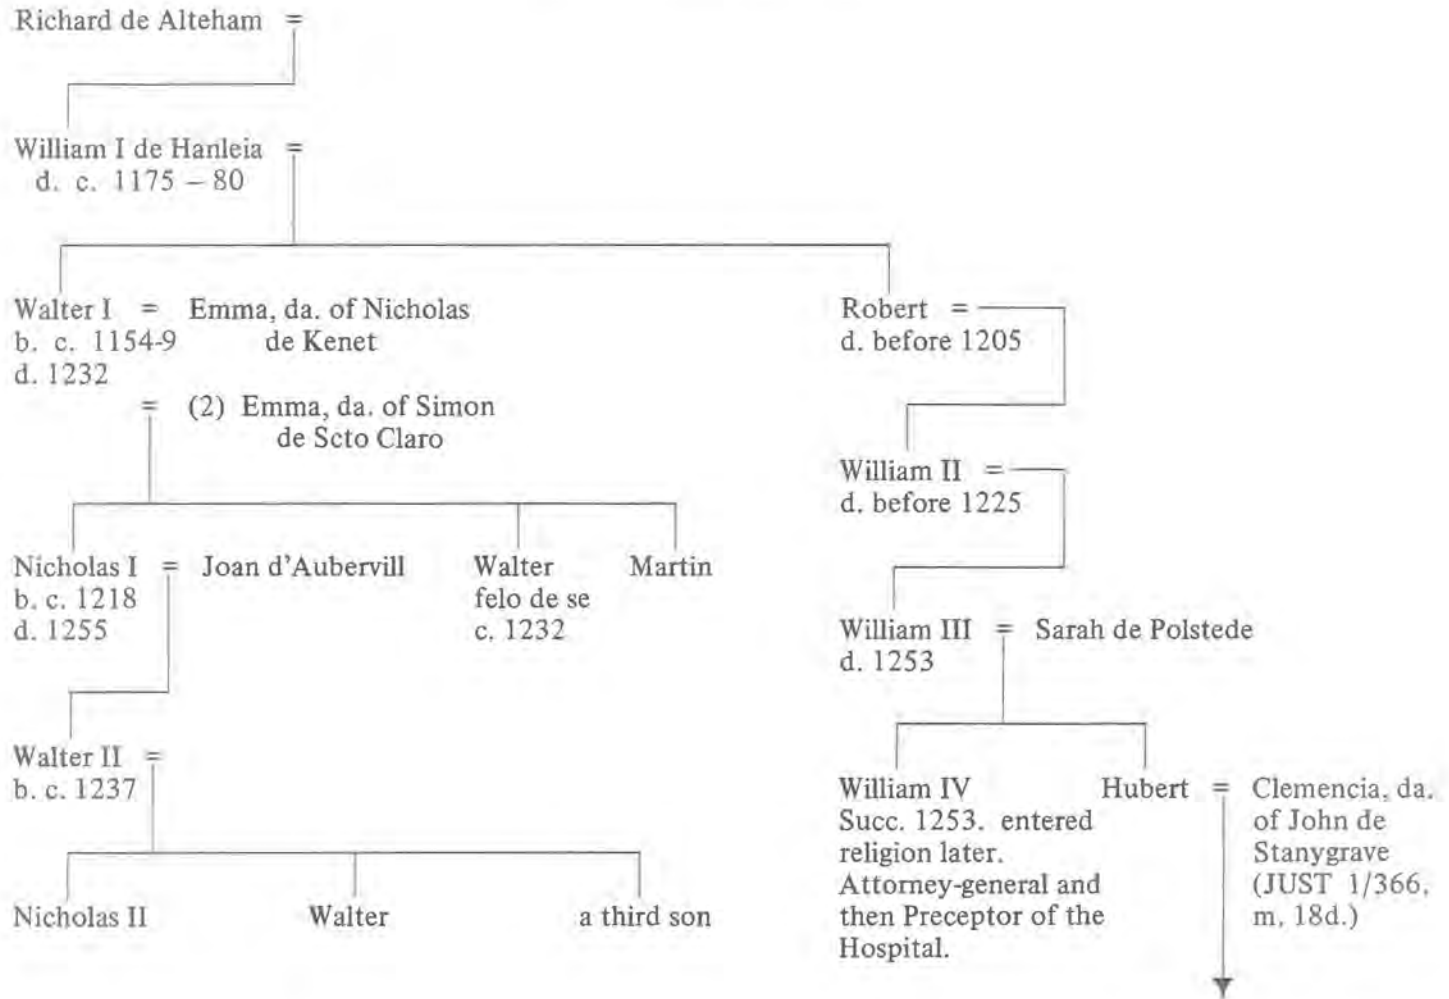 Richard de Alteham =
William I de Hanleia =
d. c. 1175 – 80
Walter I = Emma, da. of Nicholas
b. c. 1154-9 de Kenet
d. 1232
= (2) Emma, da. of Simon
de Scto Claro
Robert =
d. before 1205
William II =
d. before 1225
Nicholas I = Joan d'Aubervill
b. c. 1218
d. 1255
Walter
felo de se
c. 1232
Martin
William III = Sarah de Polstede
d. 1253
Walter II =
b. c. 1237
William IV
Succ. 1253. entered
religion later.
Attorney-general and
then Preceptor of the
Hospital.
Hubert = Clemencia, da.
of John de
Stanygrave
(JUST 1/366,
m. 18d.)
Nicholas II
Walter
a third son